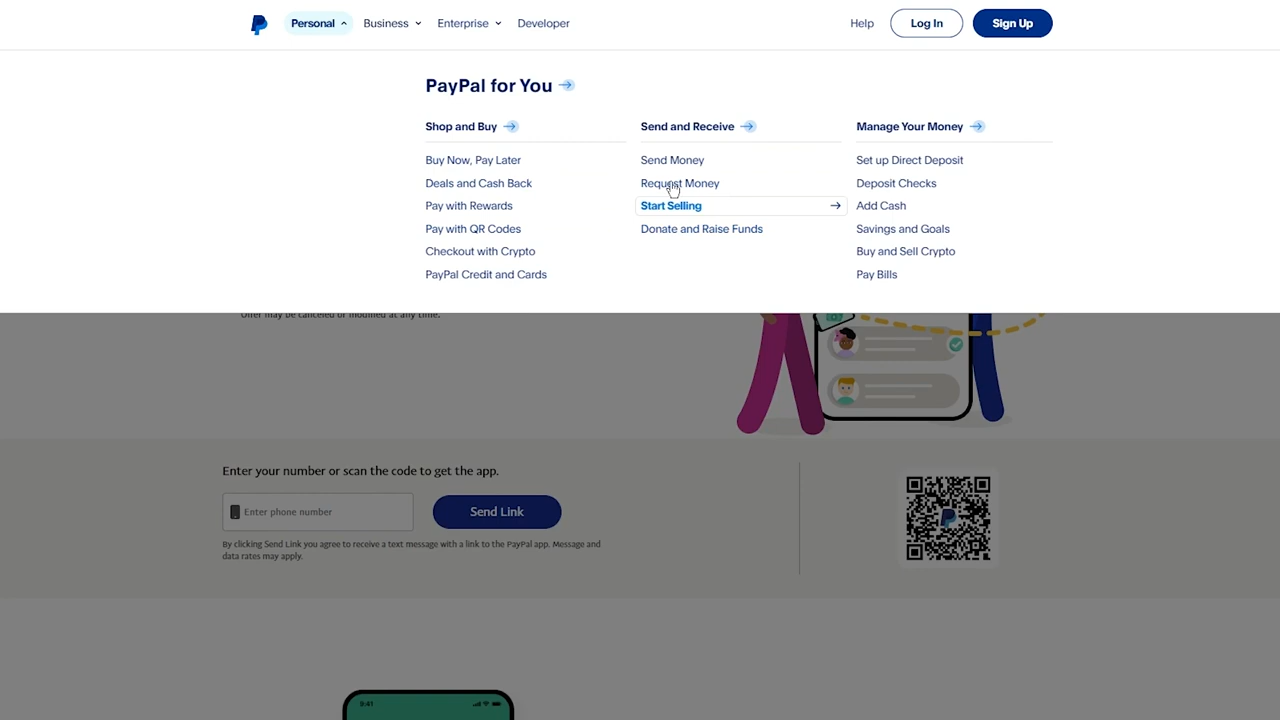 Personal
Business
Enterprise
Developer
Help
Log In
Sign Up
PayPal for You
Shop and Buy
Buy Now, Pay Later
Deals and Cash Back
Pay with Rewards
Pay with QR Codes
Checkout with Crypto
PayPal Credit and Cards
Send and Receive
Send Money
Request Money
Start Selling
Donate and Raise Funds
Manage Your Money
Set up Direct Deposit
Deposit Checks
Add Cash
Savings and Goals
Buy and Sell Crypto
Pay Bills
Offer may be canceled or modified at any time.
Enter your number or scan the code to get the app.
Enter phone number
Send Link
By clicking Send Link you agree to receive a text message with a link to the PayPal app. Message and
data rates may apply.
9:41